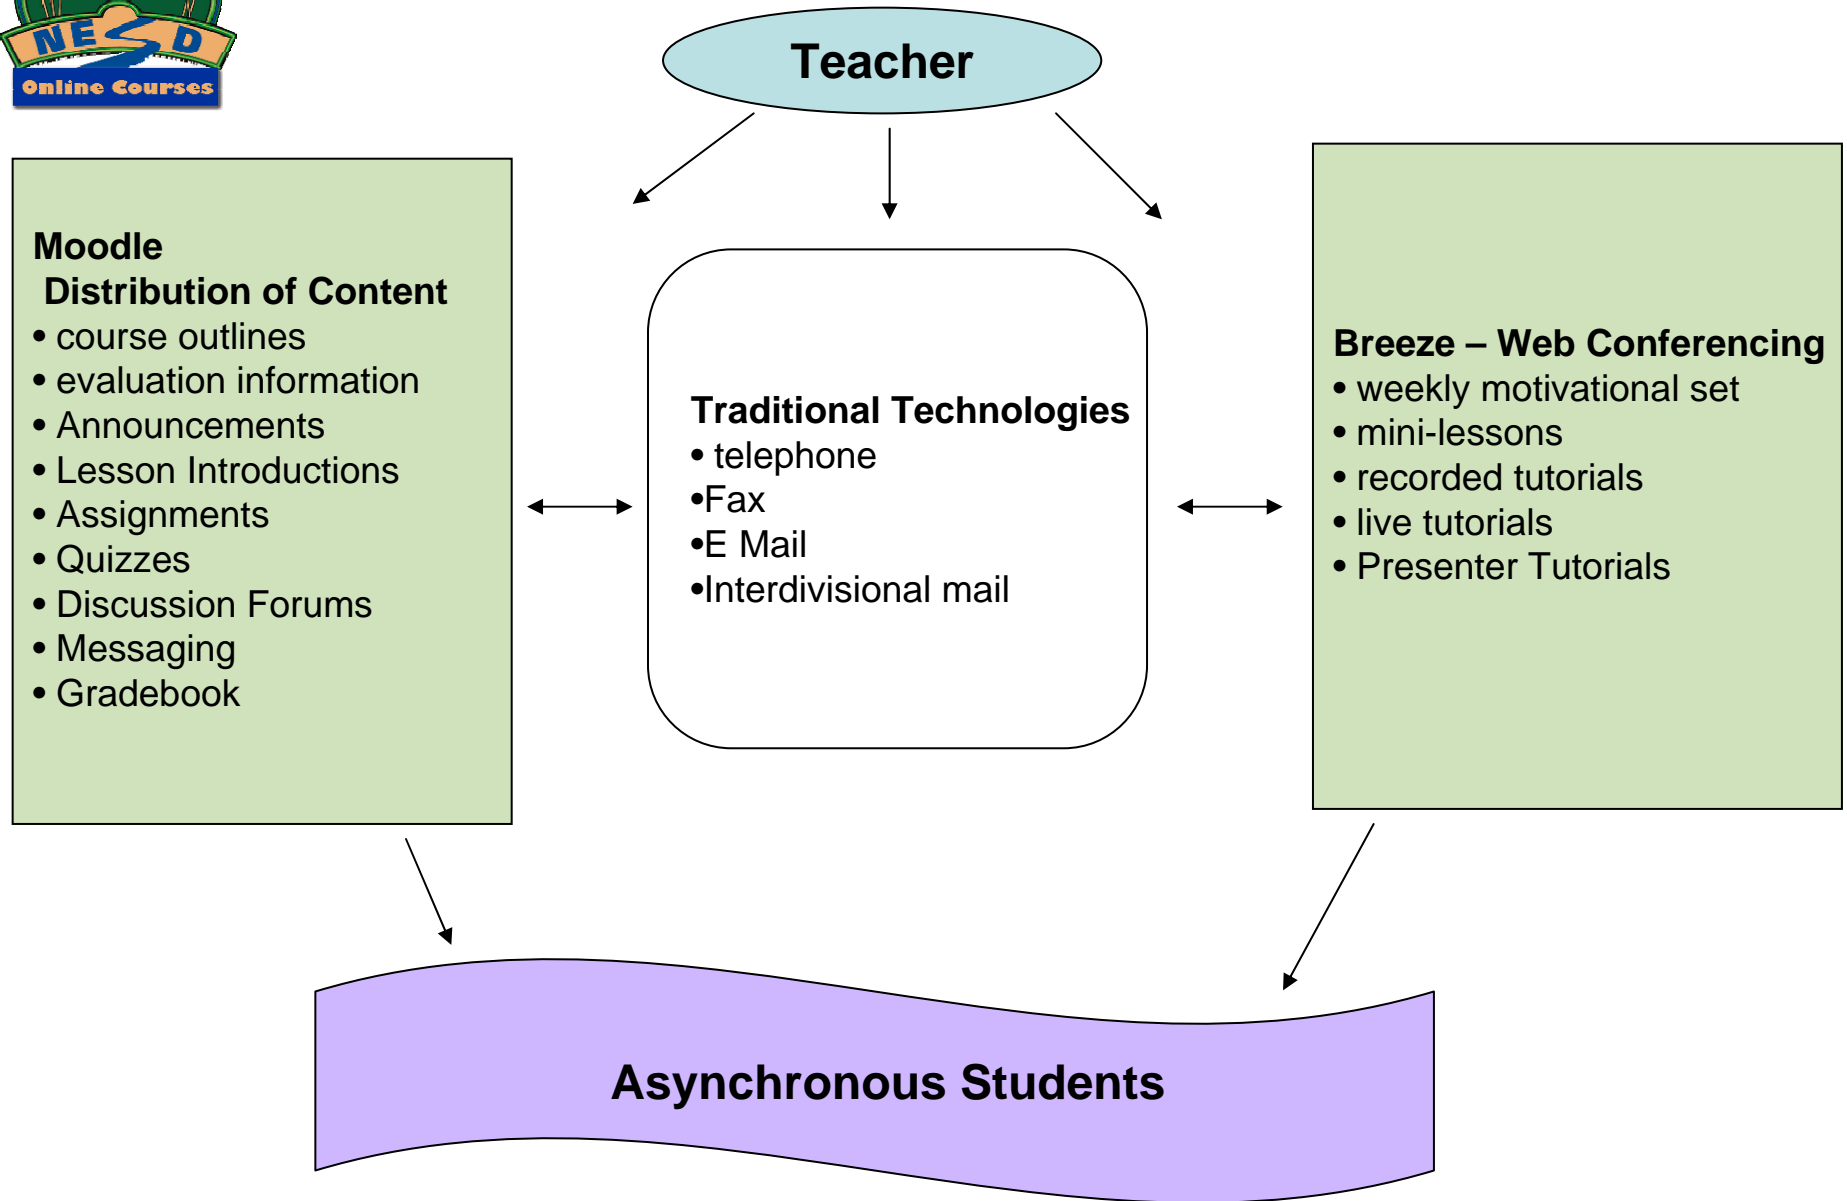 NESD
Online Courses
Teacher
Moodle
Distribution of Content
• course outlines
• evaluation information
• Announcements
• Lesson Introductions
• Assignments
• Quizzes
• Discussion Forums
• Messaging
• Gradebook
Traditional Technologies
• telephone
•Fax
•E Mail
•Interdivisional mail
Breeze – Web Conferencing
• weekly motivational set
• mini-lessons
• recorded tutorials
• live tutorials
• Presenter Tutorials
Asynchronous Students